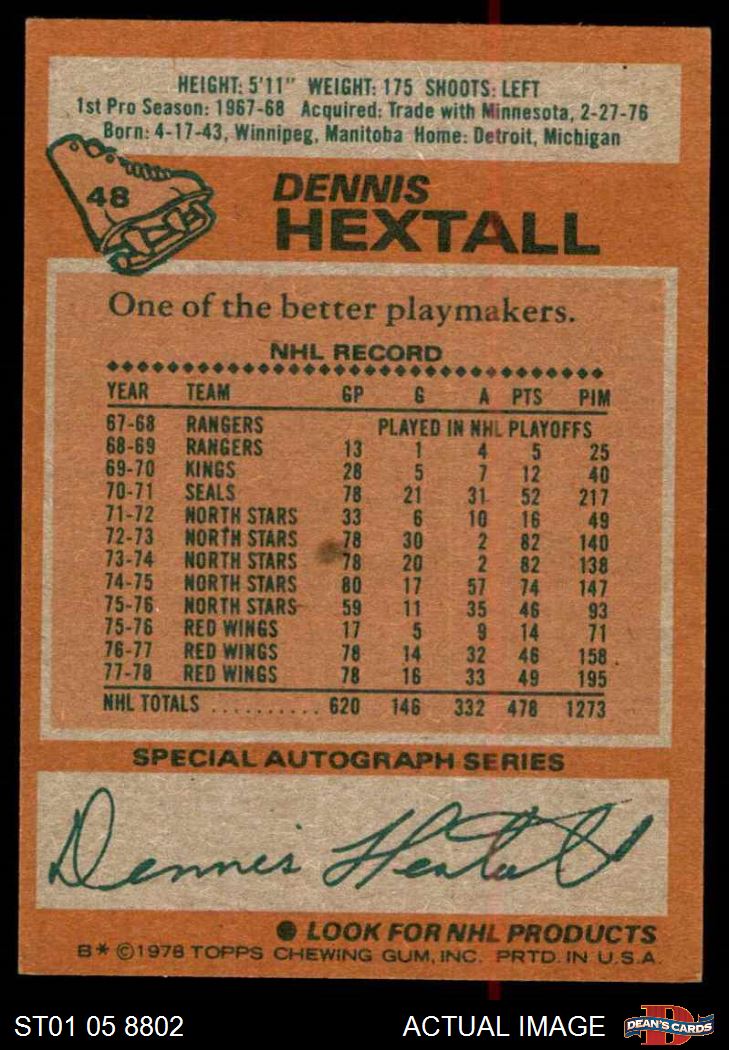 HEIGHT: 5'11" WEIGHT: 175 SHOOTS: LEFT
1st Pro Season: 1967-68 Acquired: Trade with Minnesota, 2-27-76
Born: 4-17-43, Winnipeg, Manitoba Home: Detroit, Michigan
48
DENNIS
HEXTALL
One of the better playmakers.
NHL RECORD
YEAR TEAM GP G A PTS PIM
67-68 RANGERS PLAYED IN NHL PLAYOFFS
68-69 RANGERS 13 1 4 5 25
69-70 KINGS 28 5 7 12 40
70-71 SEALS 78 21 31 52 217
71-72 NORTH STARS 33 6 10 16 49
72-73 NORTH STARS 78 30 2 82 140
73-74 NORTH STARS 78 20 2 82 138
74-75 NORTH STARS 80 17 57 74 147
75-76 NORTH STARS 59 11 35 46 93
75-76 RED WINGS 17 5 9 14 71
76-77 RED WINGS 78 14 32 46 158
77-78 RED WINGS 78 16 33 49 195
NHL TOTALS .......... 620 146 332 478 1273
SPECIAL AUTOGRAPH SERIES
Dennis Hextall
● LOOK FOR NHL PRODUCTS
B* ©1978 TOPPS CHEWING GUM, INC. PRTD. IN U.S.A.
ST01 05 8802 ACTUAL IMAGE DEAN'S CARDS